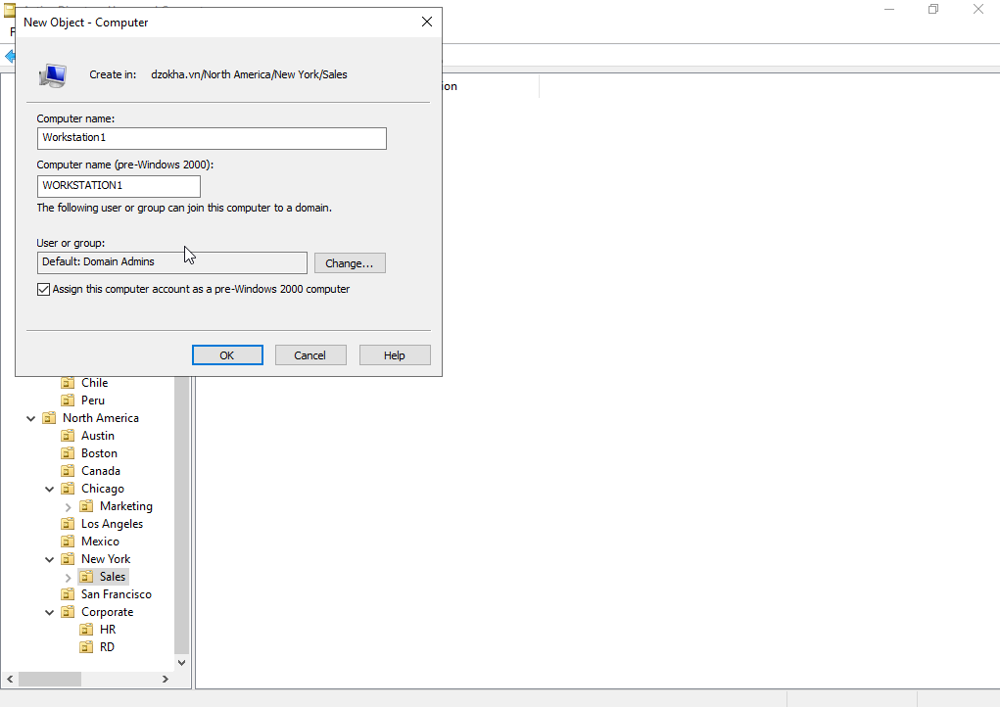 New Object - Computer
Create in: dzokha.vn/North America/New York/Sales
Computer name:
Workstation1
Computer name (pre-Windows 2000):
WORKSTATION1
The following user or group can join this computer to a domain.
User or group:
Default: Domain Admins
Change...
Assign this computer account as a pre-Windows 2000 computer
OK
Cancel
Help
ion
Chile
Peru
North America
Austin
Boston
Canada
Chicago
Marketing
Los Angeles
Mexico
New York
Sales
San Francisco
Corporate
HR
RD